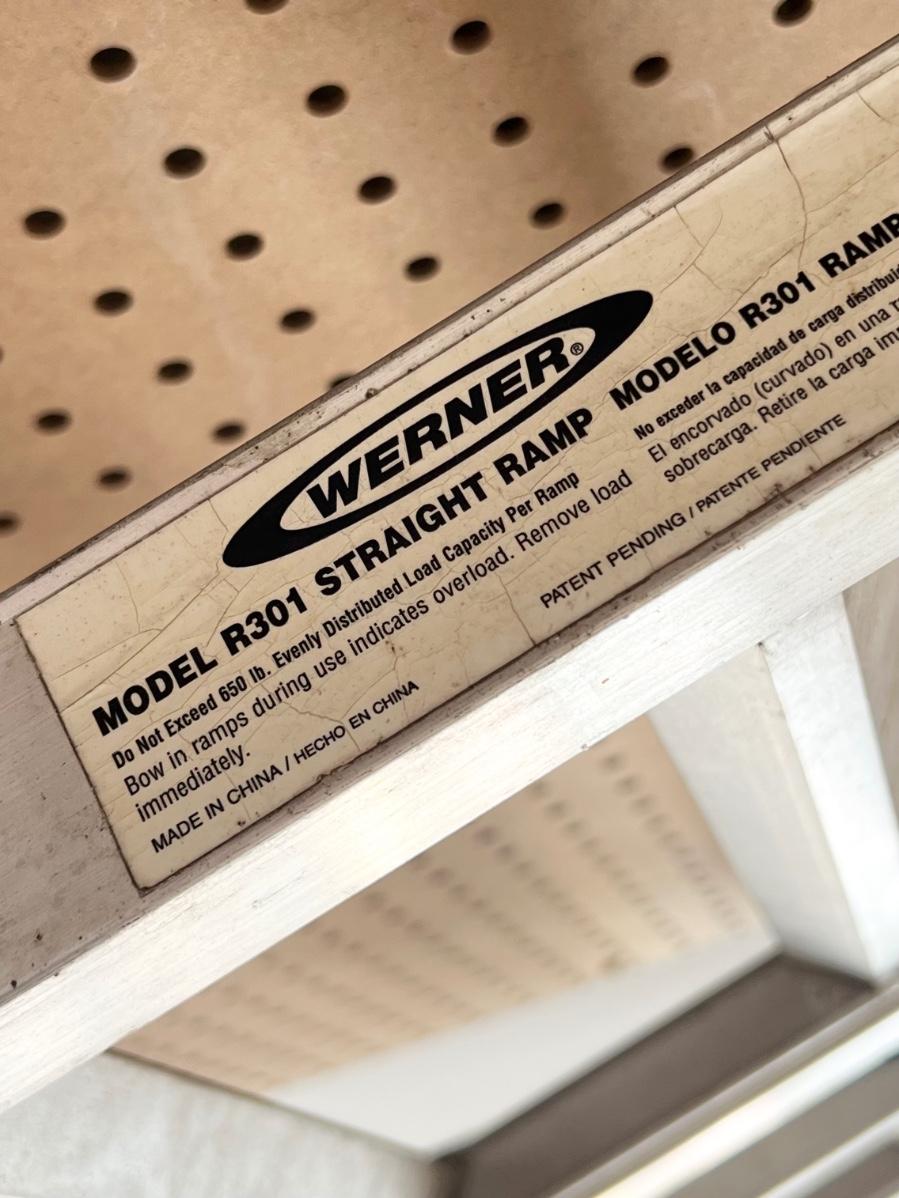 WERNER®
MODEL R301 STRAIGHT RAMP
Do Not Exceed 650 lb. Evenly Distributed Load Capacity Per Ramp
Bow in ramps during use indicates overload. Remove load
immediately.
MADE IN CHINA / HECHO EN CHINA
MODELO R301 RAMP
No exceder la capacidad de carga
El encorvado (curvado) en una
sobrecarga. Retire la carga
PATENT PENDING / PATENTE PENDIENTE